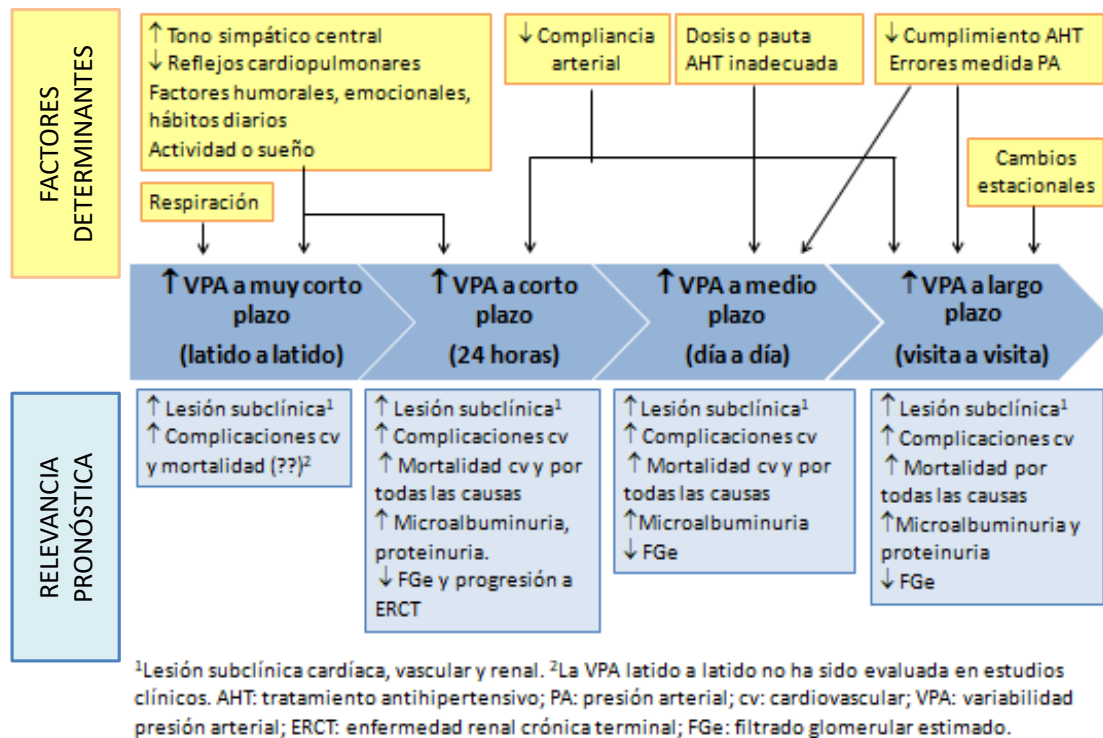 FACTORES
DETERMINANTES
↑ Tono simpático central
↓ Reflejos cardiopulmonares
Factores humorales, emocionales,
hábitos diarios
Actividad o sueño
↓ Compliancia
arterial
Dosis o pauta
AHT inadecuada
↓ Cumplimiento AHT
Errores medida PA
Respiración
Cambios
estacionales
↑ VPA a muy corto
plazo
(latido a latido)
↑ VPA a corto
plazo
(24 horas)
↑ VPA a medio
plazo
(día a día)
↑ VPA a largo
plazo
(visita a visita)
RELEVANCIA
PRONÓSTICA
↑ Lesión subclínica¹
↑ Complicaciones cv
y mortalidad (??)²
↑ Lesión subclínica¹
↑ Complicaciones cv
↑ Mortalidad cv y por
todas las causas
↑ Microalbuminuria,
proteinuria.
↓ FGe y progresión a
ERCT
↑ Lesión subclínica¹
↑ Complicaciones cv
↑ Mortalidad cv y por
todas las causas
↑Microalbuminuria
↓ FGe
↑ Lesión subclínica¹
↑ Complicaciones cv
↑ Mortalidad por
todas las causas
↑Microalbuminuria y
proteinuria
↓ FGe
¹Lesión subclínica cardíaca, vascular y renal. ²La VPA latido a latido no ha sido evaluada en estudios
clínicos. AHT: tratamiento antihipertensivo; PA: presión arterial; cv: cardiovascular; VPA: variabilidad
presión arterial; ERCT: enfermedad renal crónica terminal; FGe: filtrado glomerular estimado.